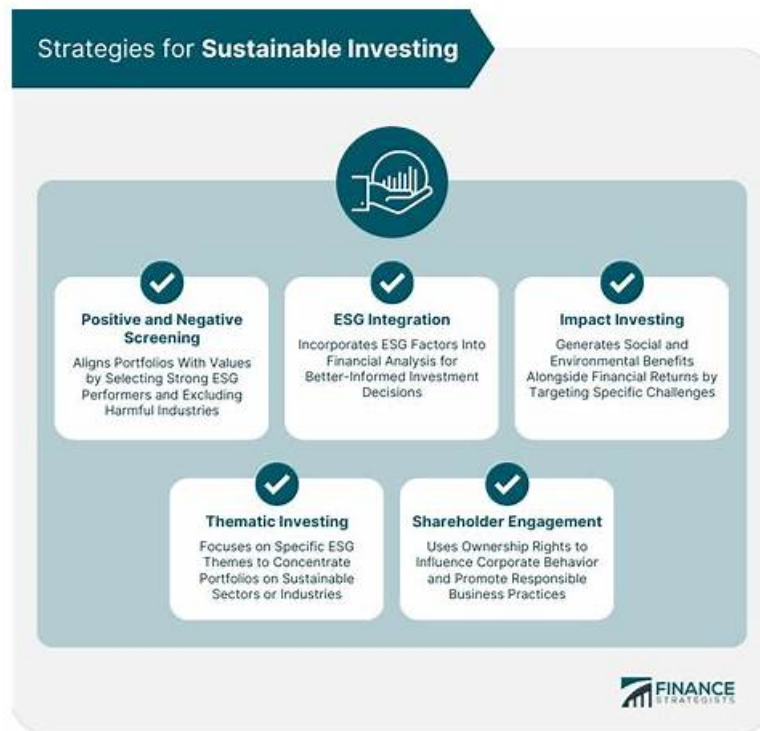 Strategies for Sustainable Investing
Positive and Negative
Screening
Aligns Portfolios With Values
by Selecting Strong ESG
Performers and Excluding
Harmful Industries
ESG Integration
Incorporates ESG Factors Into
Financial Analysis for
Better-Informed Investment
Decisions
Impact Investing
Generates Social and
Environmental Benefits
Alongside Financial Returns by
Targeting Specific Challenges
Thematic Investing
Focuses on Specific ESG
Themes to Concentrate
Portfolios on Sustainable
Sectors or Industries
Shareholder Engagement
Uses Ownership Rights to
Influence Corporate Behavior
and Promote Responsible
Business Practices
FINANCE
STRATEGISTS